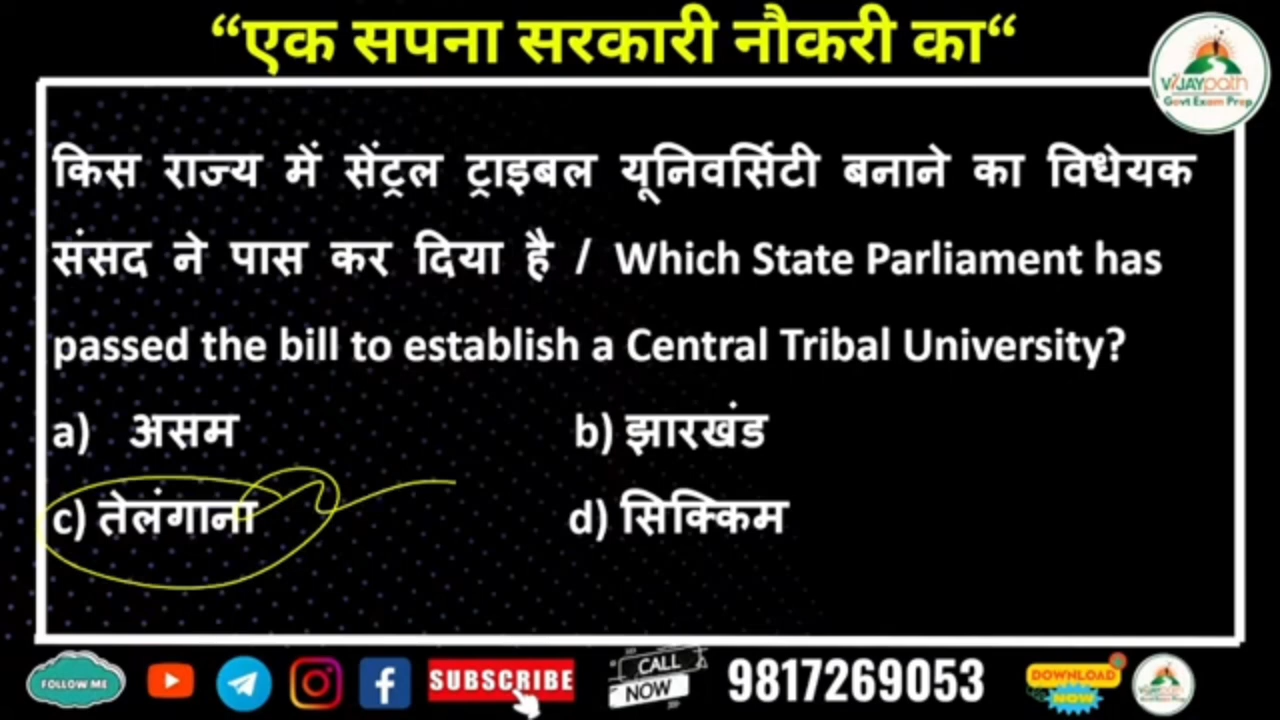 “एक सपना सरकारी नौकरी का“
VIJAYpath
Govt Exam Prep
किस राज्य में सेंट्रल ट्राइबल यूनिवर्सिटी बनाने का विधेयक
संसद ने पास कर दिया है / Which State Parliament has
passed the bill to establish a Central Tribal University?
a) असम b) झारखंड
c) तेलंगाना d) सिक्किम
FOLLOW ME SUBSCRIBE CALL NOW 9817269053 DOWNLOAD NOW